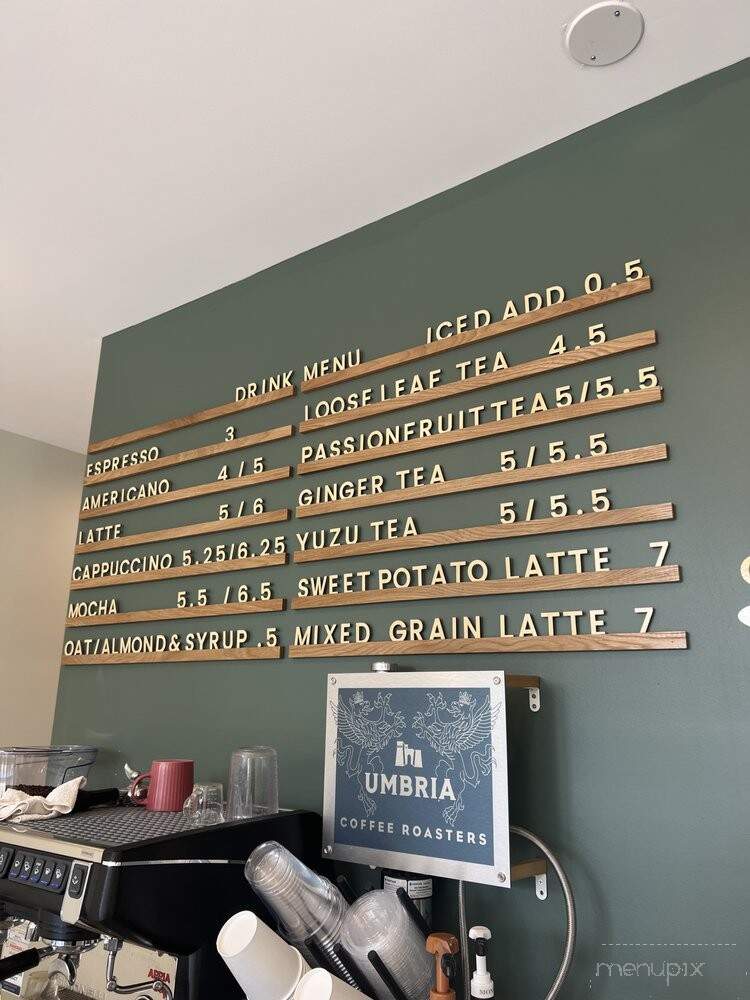 DRINK MENU
ICED ADD 0.5
ESPRESSO 3
AMERICANO 4/5
LATTE 5/6
CAPPUCCINO 5.25/6.25
MOCHA 5.5 /6.5
OAT/ALMOND&SYRUP .5
LOOSE LEAF TEA 4.5
PASSIONFRUIT TEA 5/5.5
GINGER TEA 5/5.5
YUZU TEA 5/5.5
SWEET POTATO LATTE 7
MIXED GRAIN LATTE 7
UMBRIA
COFFEE ROASTERS
menupix